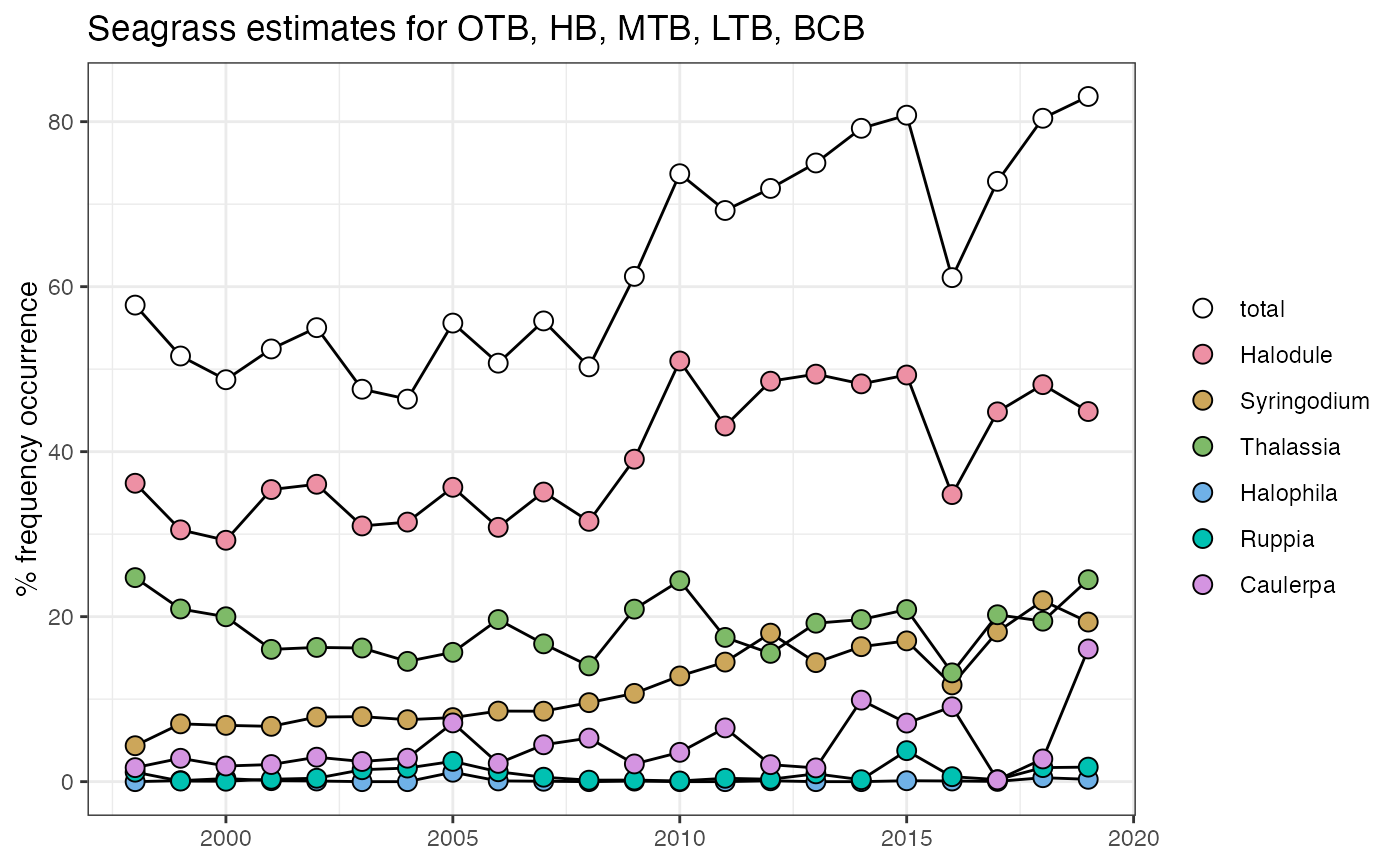 Seagrass estimates for OTB, HB, MTB, LTB, BCB
% frequency occurrence
80
60
40
20
0
2000 2005 2010 2015 2020
total
Halodule
Syringodium
Thalassia
Halophila
Ruppia
Caulerpa